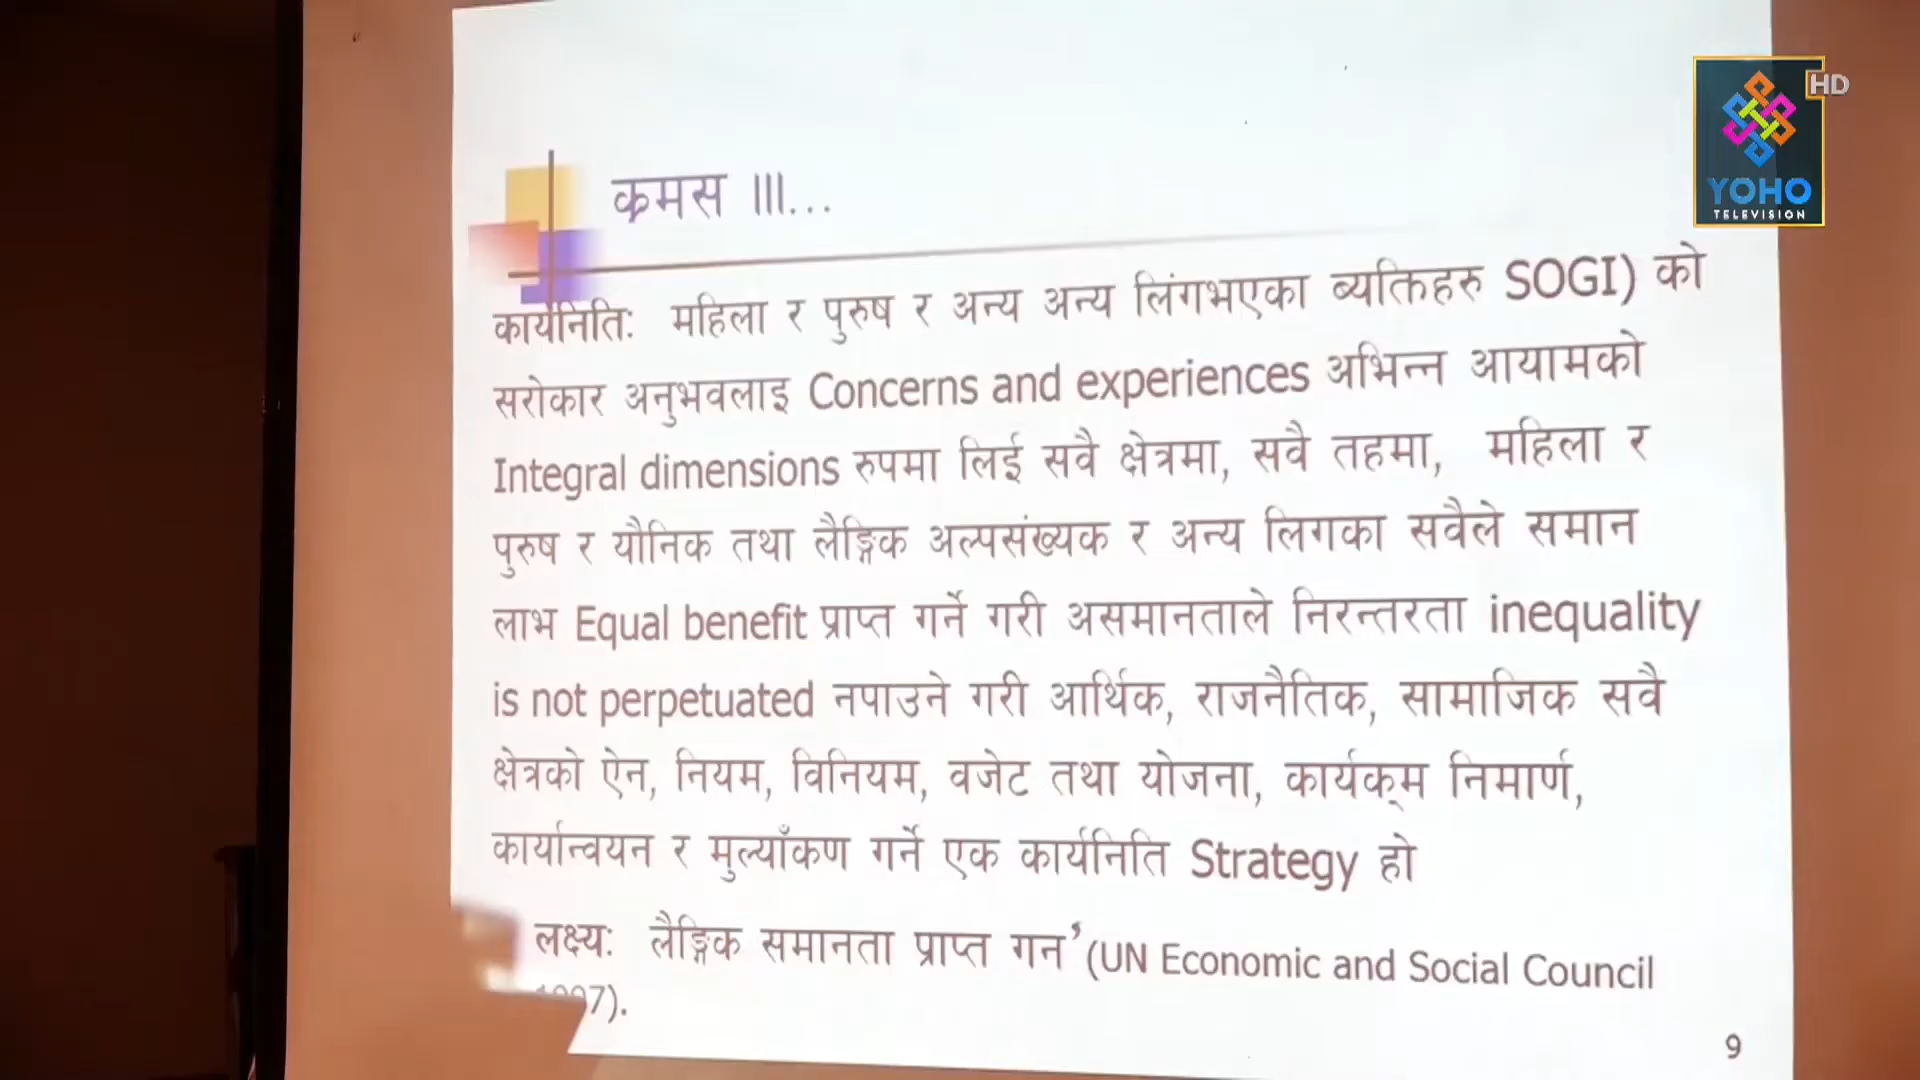 HD
YOHO
TELEVISION
क्रमस III...
कार्यनिति: महिला र पुरुष र अन्य अन्य लिंगभएका ब्यक्तिहरु SOGI) को
सरोकार अनुभवलाइ Concerns and experiences अभिन्न आयामको
Integral dimensions रुपमा लिई सवै क्षेत्रमा, सवै तहमा, महिला र
पुरुष र यौनिक तथा लैङ्गिक अल्पसंख्यक र अन्य लिगका सवैले समान
लाभ Equal benefit प्राप्त गर्ने गरी असमानताले निरन्तरता inequality
is not perpetuated नपाउने गरी आर्थिक, राजनैतिक, सामाजिक सवै
क्षेत्रको ऐन, नियम, विनियम, वजेट तथा योजना, कार्यक्म निमार्ण,
कार्यान्वयन र मुल्याँकण गर्ने एक कार्यनिति Strategy हो
लक्ष्य: लैङ्गिक समानता प्राप्त गन’ (UN Economic and Social Council
1997).
9